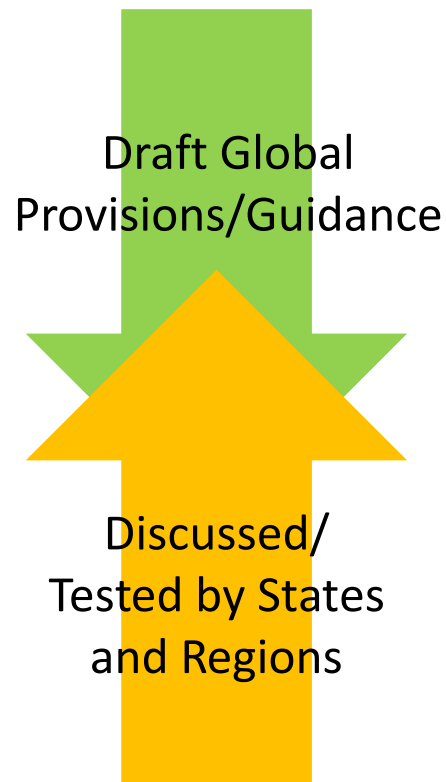 Draft Global
Provisions/Guidance
Discussed/
Tested by States
and Regions